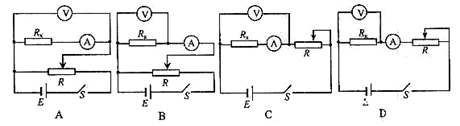 V V V V
Rx A Rx A Rx A R Rx A R
R R
E S E S E S S
A B C D